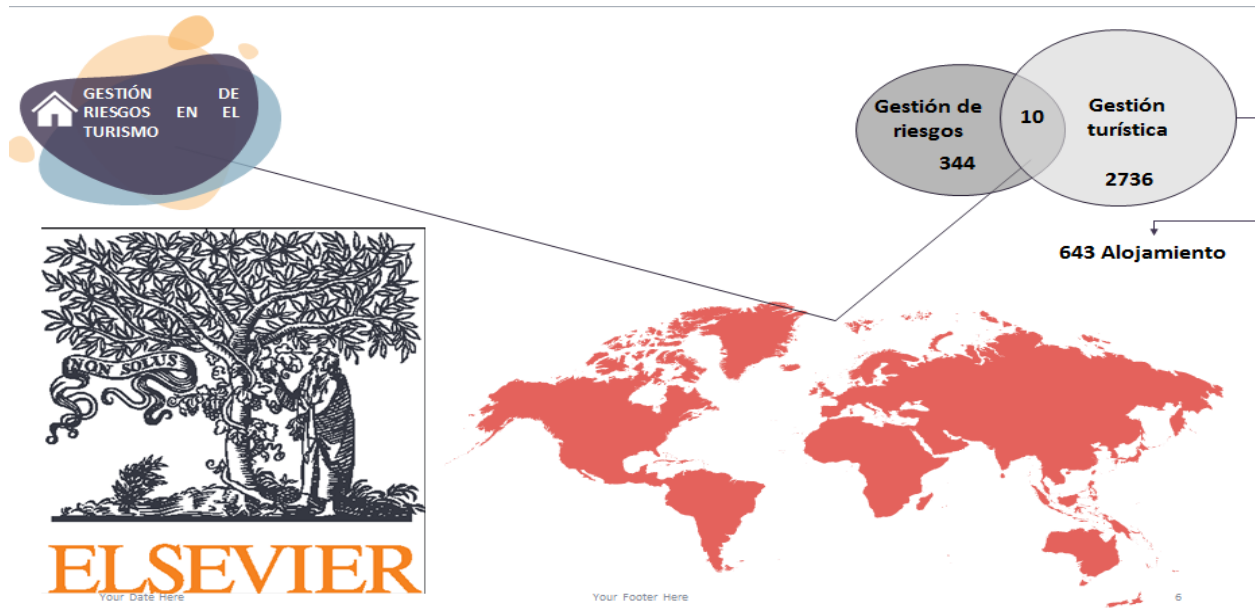 GESTIÓN DE
RIESGOS EN EL
TURISMO
Gestión de
riesgos
344
10
Gestión
turística
2736
643 Alojamiento
NON SOLUS
ELSEVIER
Your Date Here
Your Footer Here
6